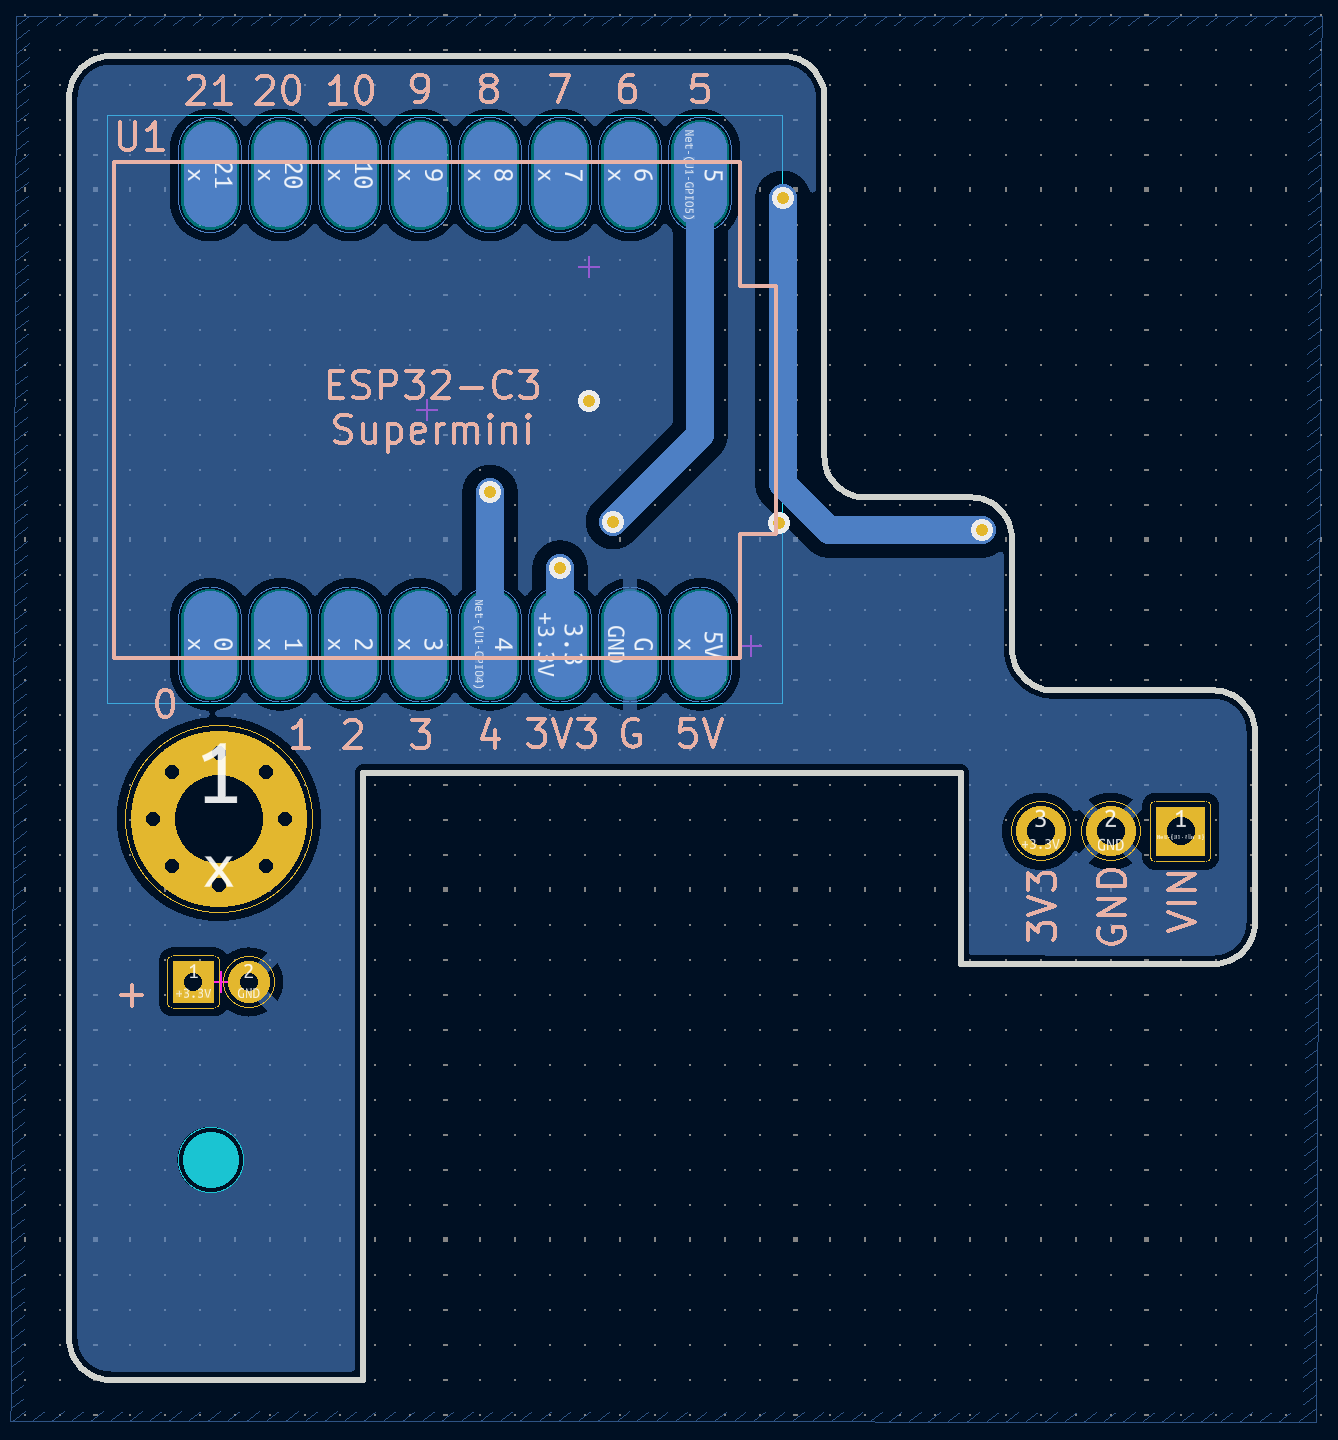 21 20 10 9 8 7 6 5
U1
21 20 10 9 8 7 6 5
x x x x x x x Net-(U1-GPIO5)
ESP32-C3
Supermini
0 1 2 3 4 3.3 G 5V
x x x x Net-(U1-GPIO4) +3.3V GND x
0 1 2 3 4 3V3 G 5V
1
x
3 2 1
+3.3V GND
3V3 GND VIN
1 2
+ +3.3V GND